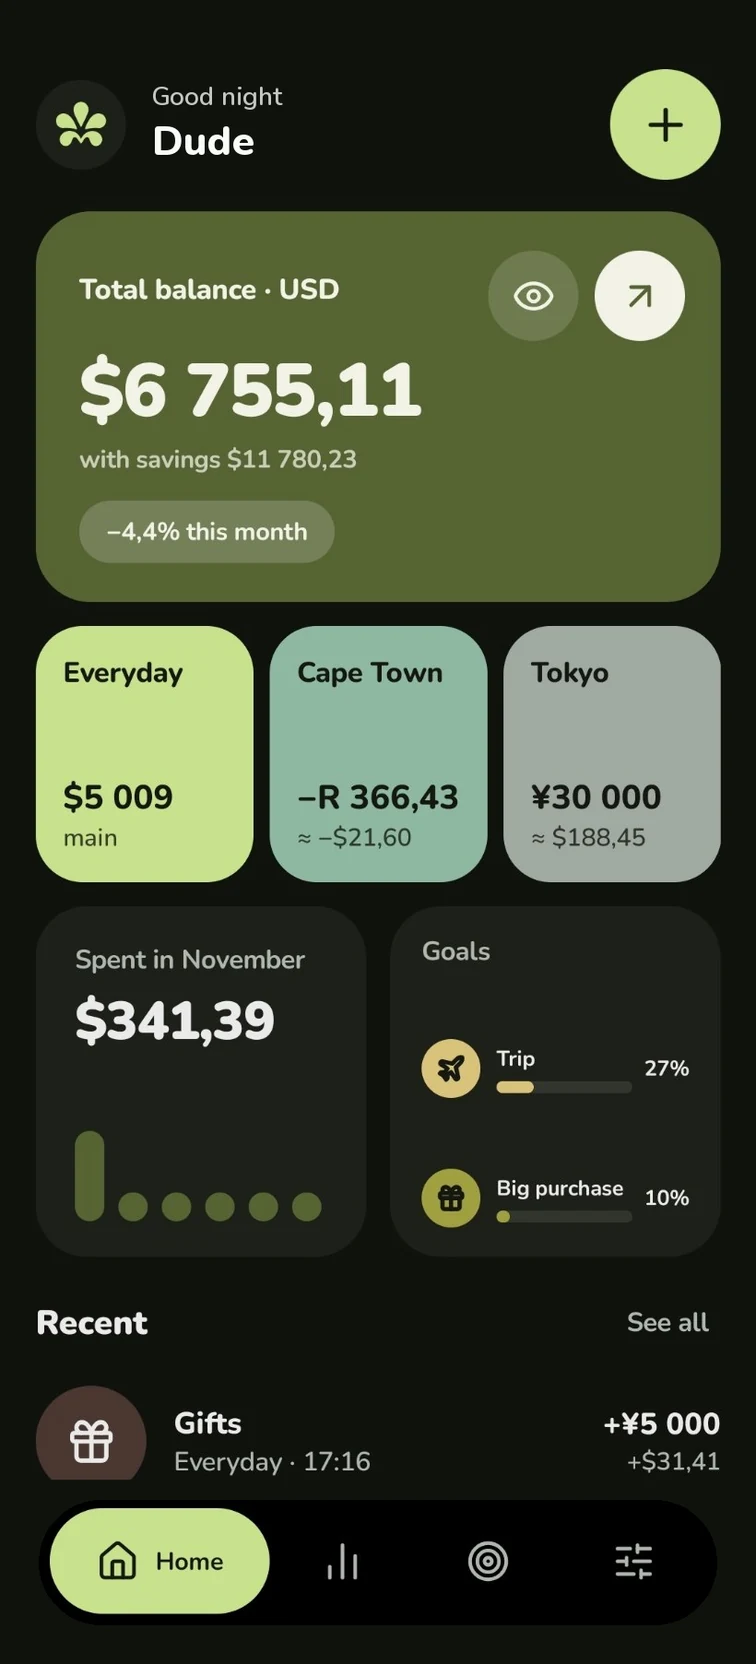 Good night
Dude
Total balance · USD
$6 755,11
with savings $11 780,23
−4,4% this month
Everyday
$5 009
main
Cape Town
−R 366,43
≈ −$21,60
Tokyo
¥30 000
≈ $188,45
Spent in November
$341,39
Goals
Trip
27%
Big purchase
10%
Recent
See all
Gifts
+¥5 000
Everyday · 17:16
+$31,41
Home